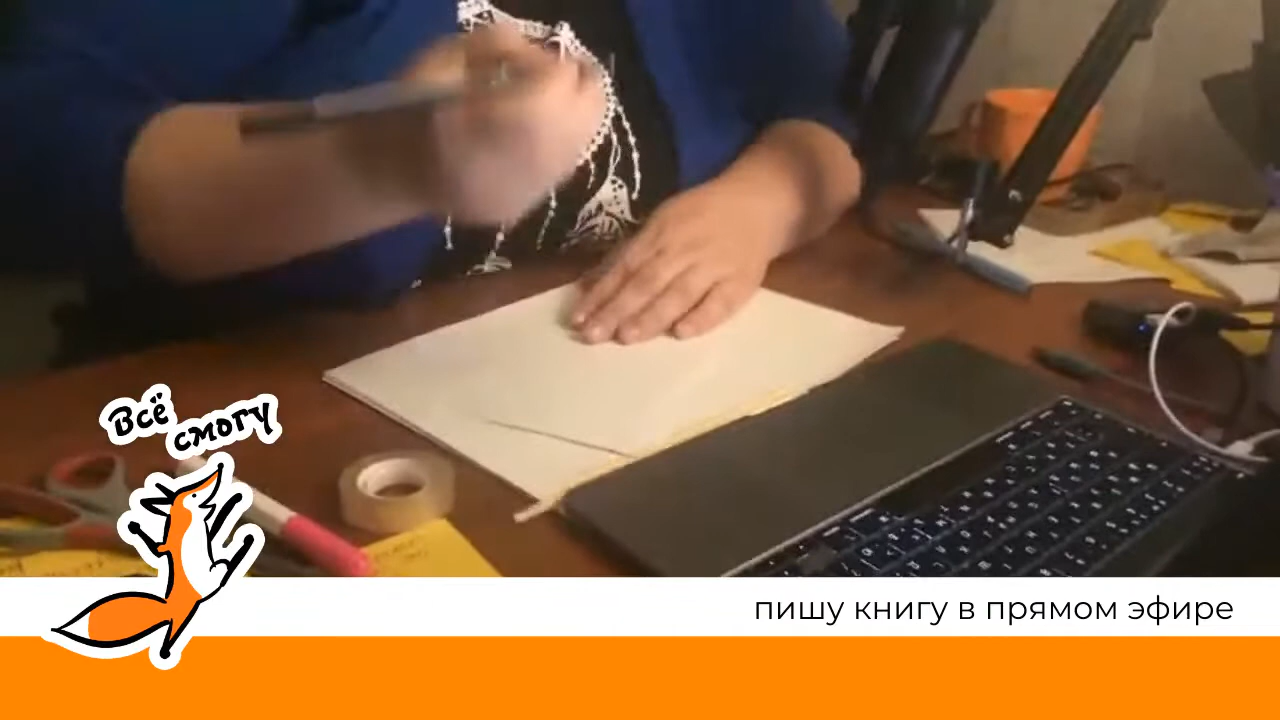 Всё
смогу
пишу книгу в прямом эфире